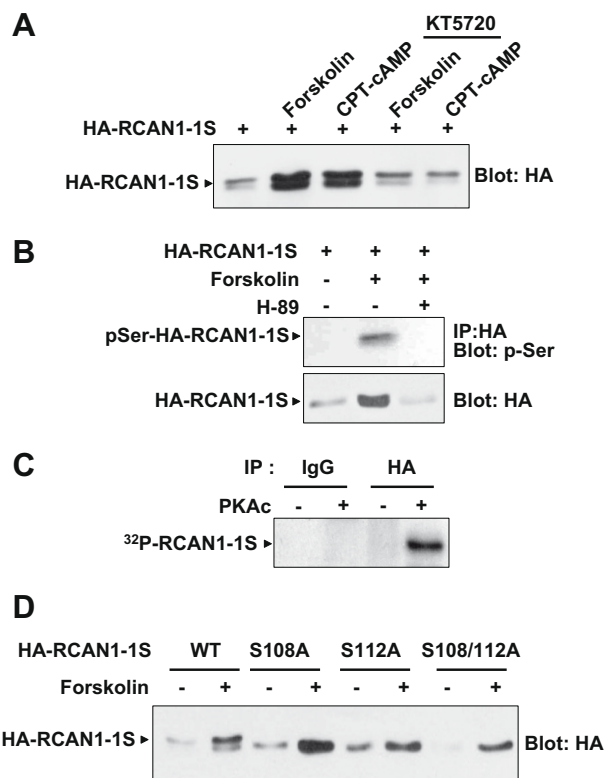 A
KT5720
Forskolin CPT-cAMP Forskolin CPT-cAMP
HA-RCAN1-1S + + + + +
HA-RCAN1-1S Blot: HA
B
HA-RCAN1-1S + + +
Forskolin - + +
H-89 - - +
pSer-HA-RCAN1-1S IP:HA
Blot: p-Ser
HA-RCAN1-1S Blot: HA
C
IP : IgG HA
PKAc - + - +
32P-RCAN1-1S
D
HA-RCAN1-1S WT S108A S112A S108/112A
Forskolin - + - + - + - +
HA-RCAN1-1S Blot: HA